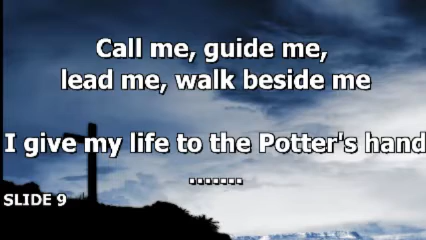 Call me, guide me,
lead me, walk beside me
I give my life to the Potter's hand
.......
SLIDE 9